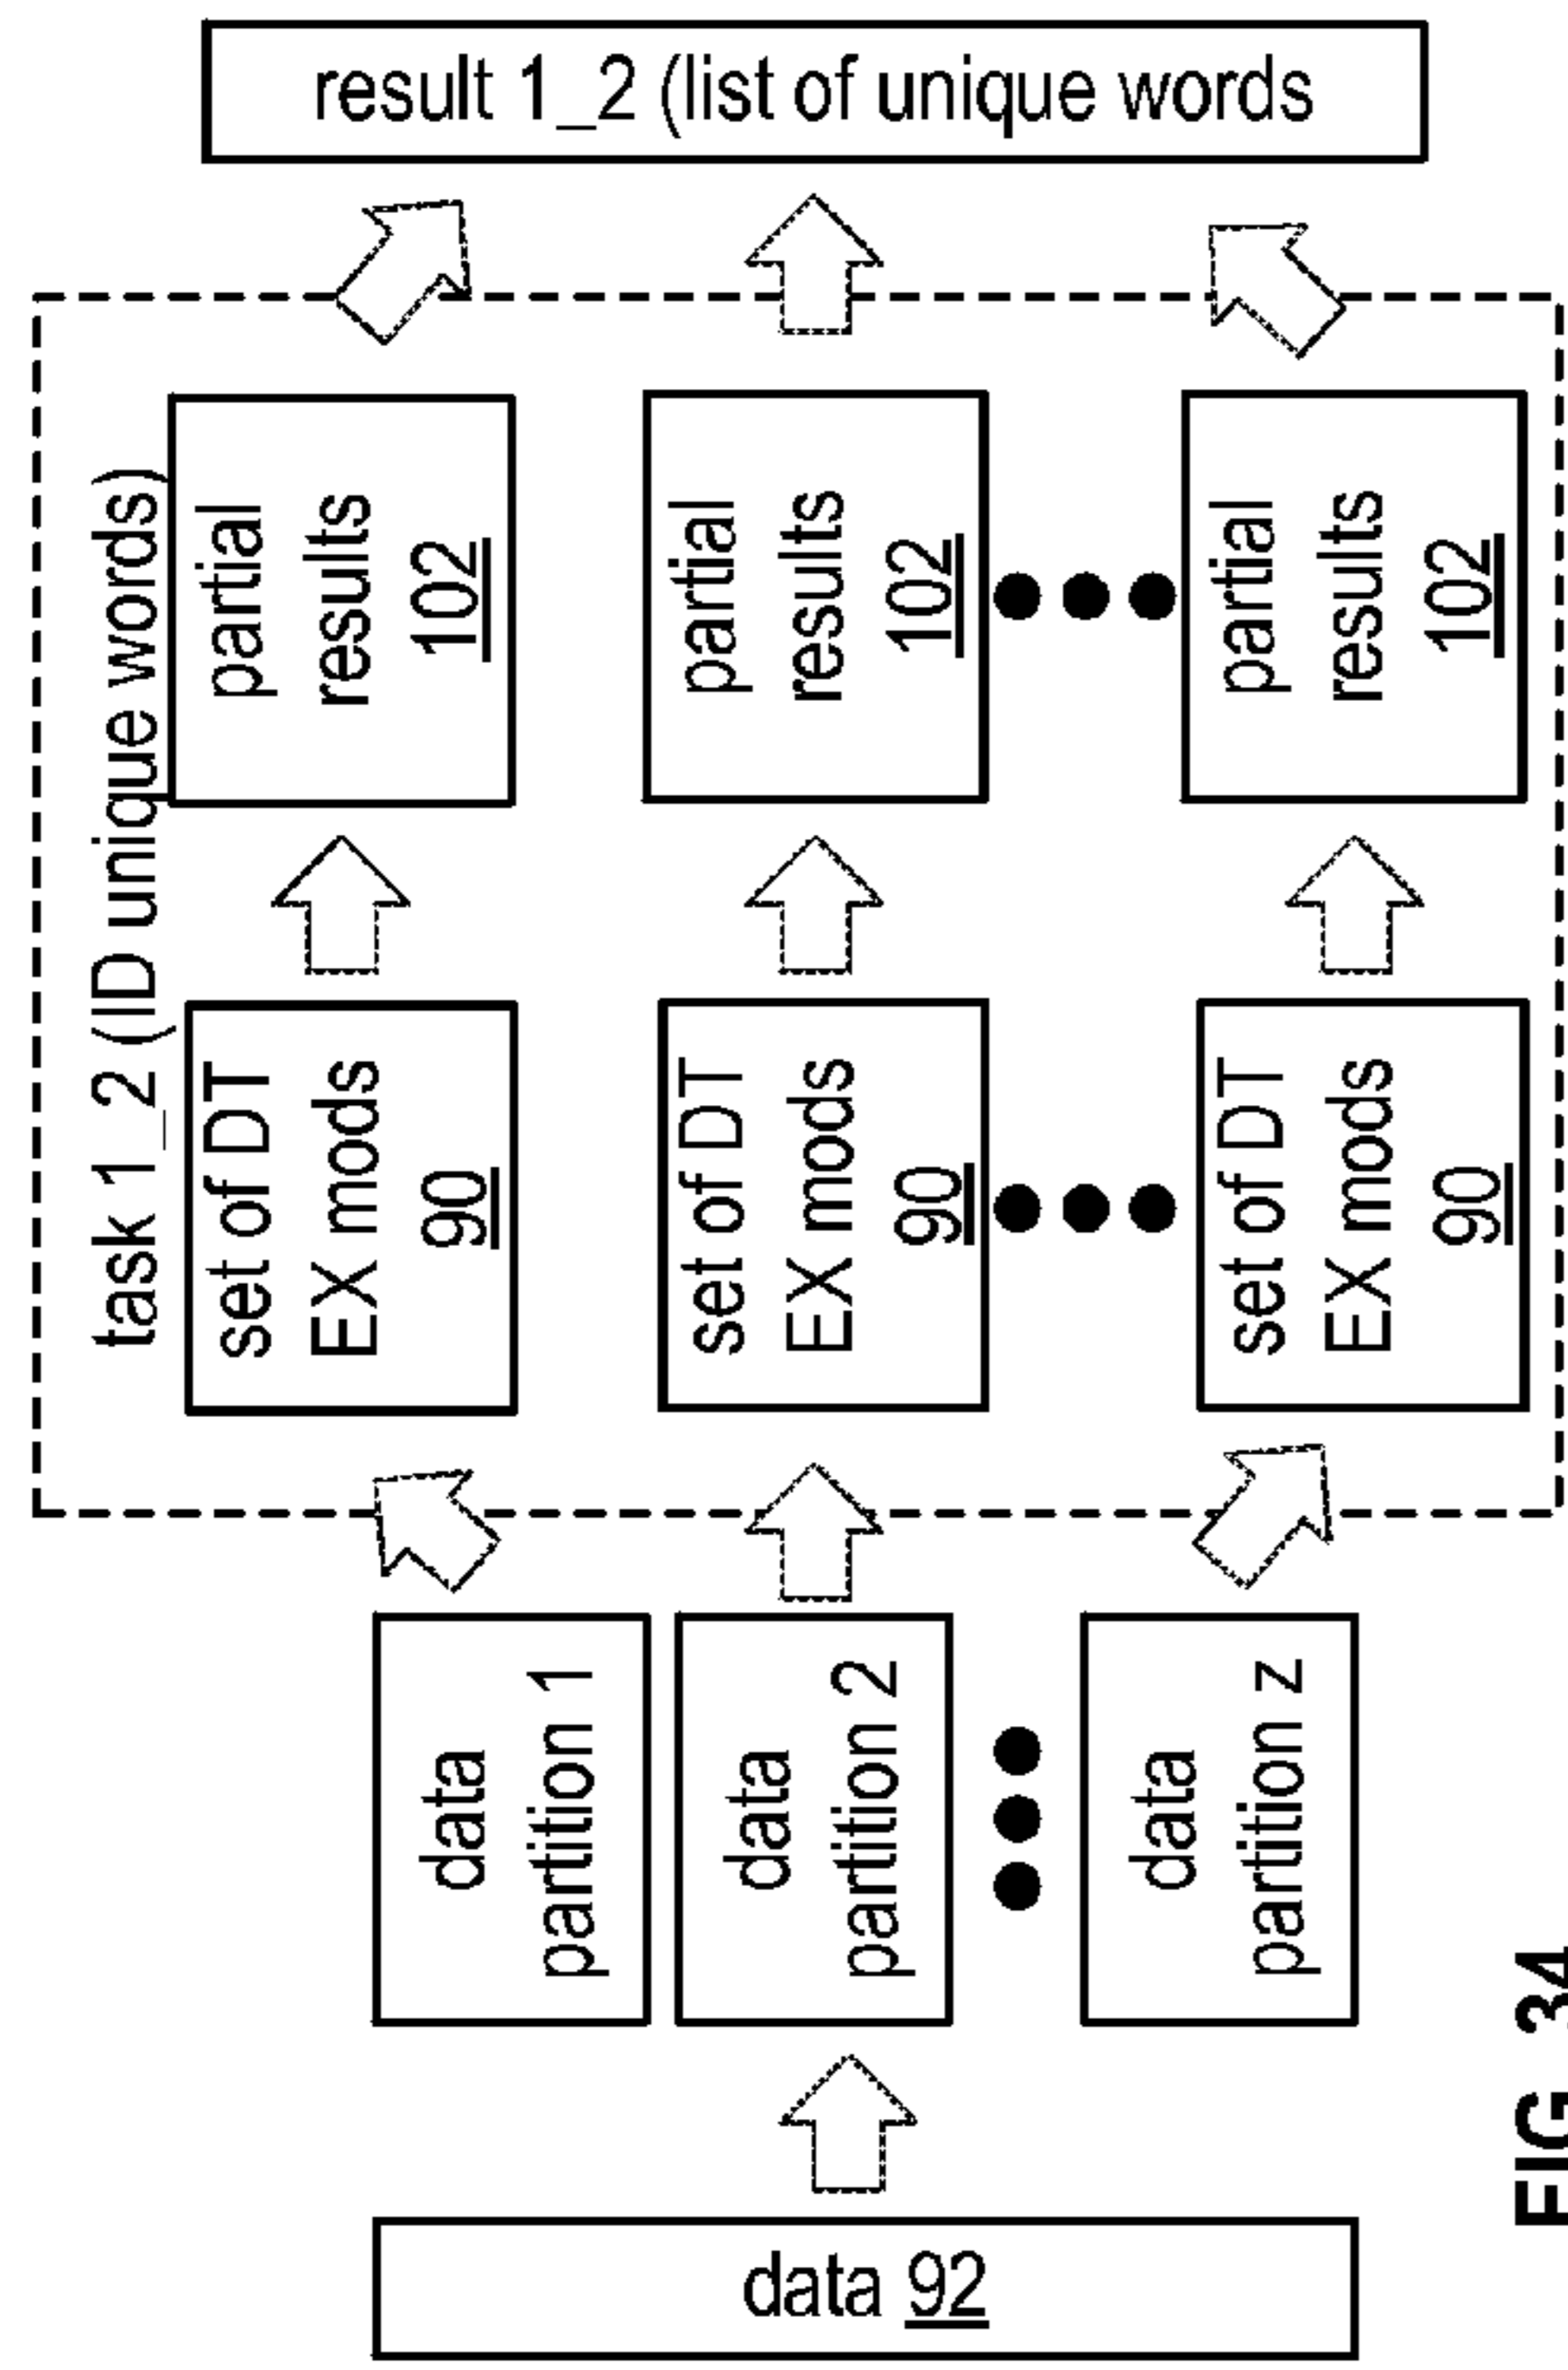 result 1_2 (list of unique words
task 1_2 (ID unique words)
partial
results
102
partial
results
102
partial
results
102
set of DT
EX mods
90
set of DT
EX mods
90
set of DT
EX mods
90
data
partition 1
data
partition 2
data
partition z
data 92
FIG. 34